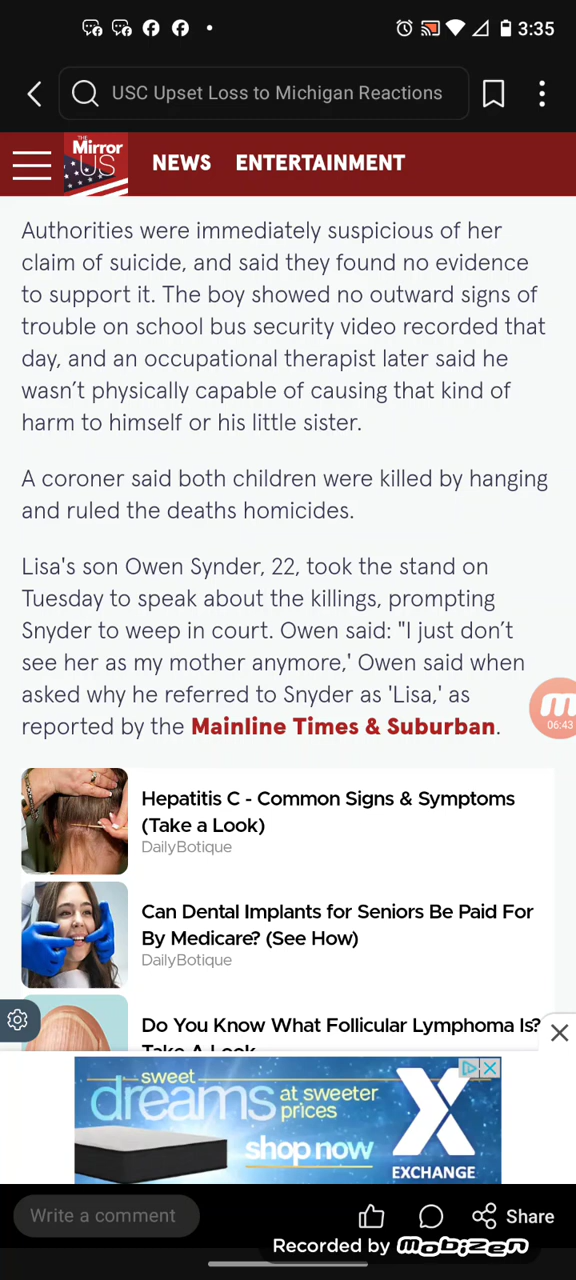 3:35
USC Upset Loss to Michigan Reactions
THE
Mirror
US
NEWS ENTERTAINMENT
Authorities were immediately suspicious of her
claim of suicide, and said they found no evidence
to support it. The boy showed no outward signs of
trouble on school bus security video recorded that
day, and an occupational therapist later said he
wasn’t physically capable of causing that kind of
harm to himself or his little sister.
A coroner said both children were killed by hanging
and ruled the deaths homicides.
Lisa's son Owen Synder, 22, took the stand on
Tuesday to speak about the killings, prompting
Snyder to weep in court. Owen said: "I just don’t
see her as my mother anymore,' Owen said when
asked why he referred to Snyder as 'Lisa,' as
reported by the Mainline Times & Suburban.
06:43
Hepatitis C - Common Signs & Symptoms
(Take a Look)
DailyBotique
Can Dental Implants for Seniors Be Paid For
By Medicare? (See How)
DailyBotique
Do You Know What Follicular Lymphoma Is?
Take A Look
sweet
dreams at sweeter
prices
shop now
X
EXCHANGE
Write a comment
Share
Recorded by mobizen